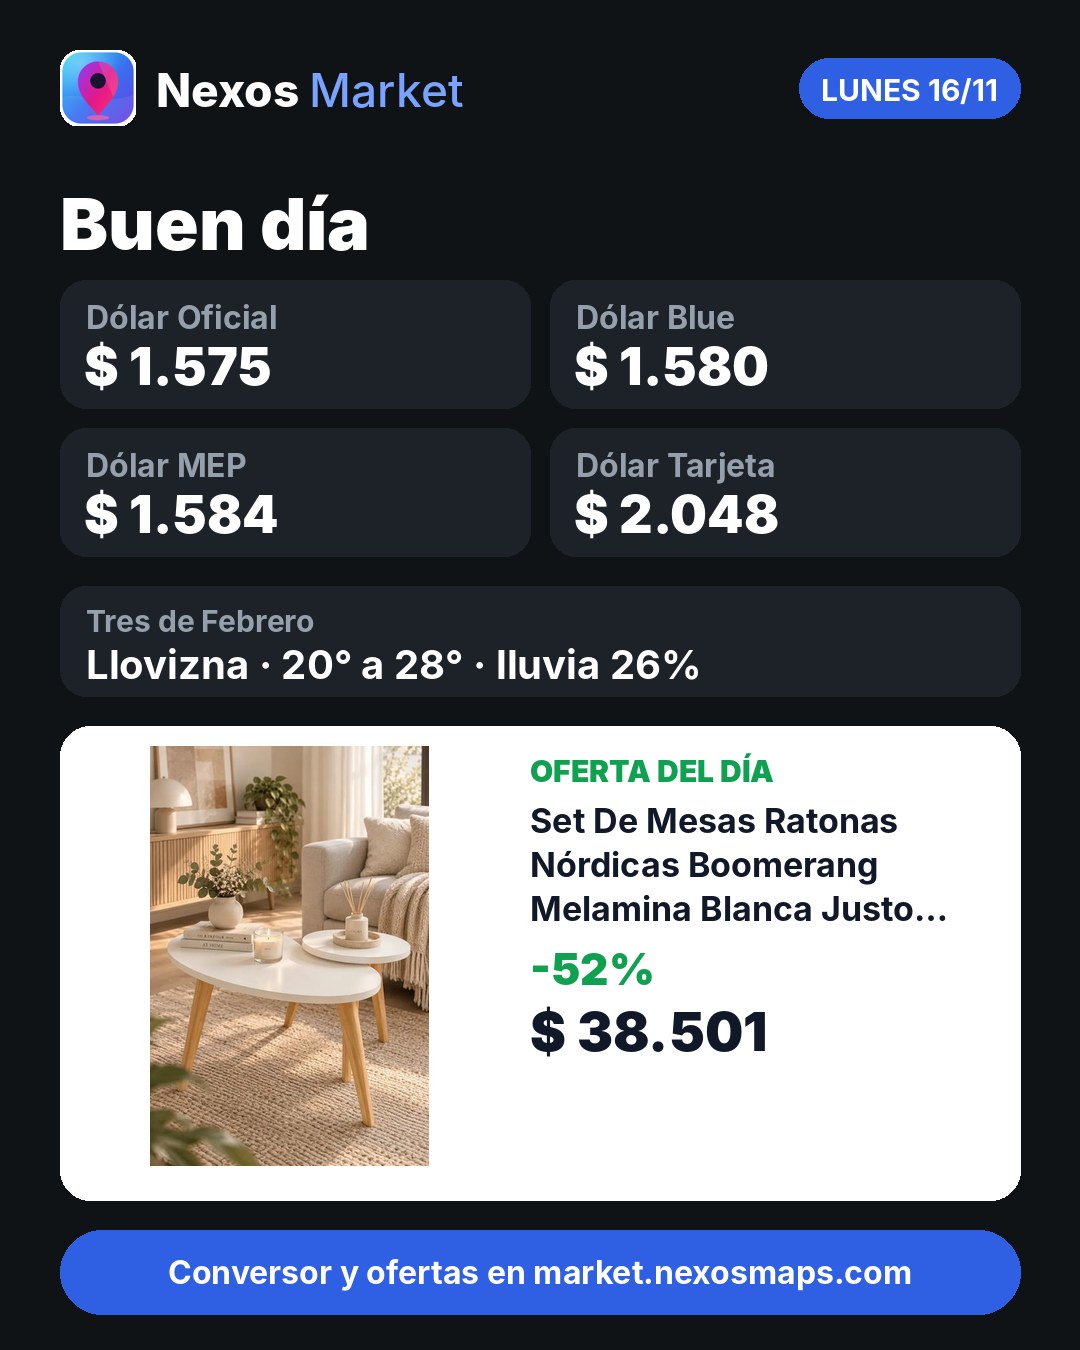 Nexos Market
LUNES 16/11
Buen día
Dólar Oficial
$ 1.575
Dólar Blue
$ 1.580
Dólar MEP
$ 1.584
Dólar Tarjeta
$ 2.048
Tres de Febrero
Llovizna · 20° a 28° · lluvia 26%
OFERTA DEL DÍA
Set De Mesas Ratonas
Nórdicas Boomerang
Melamina Blanca Justo...
-52%
$ 38.501
Conversor y ofertas en market.nexosmaps.com